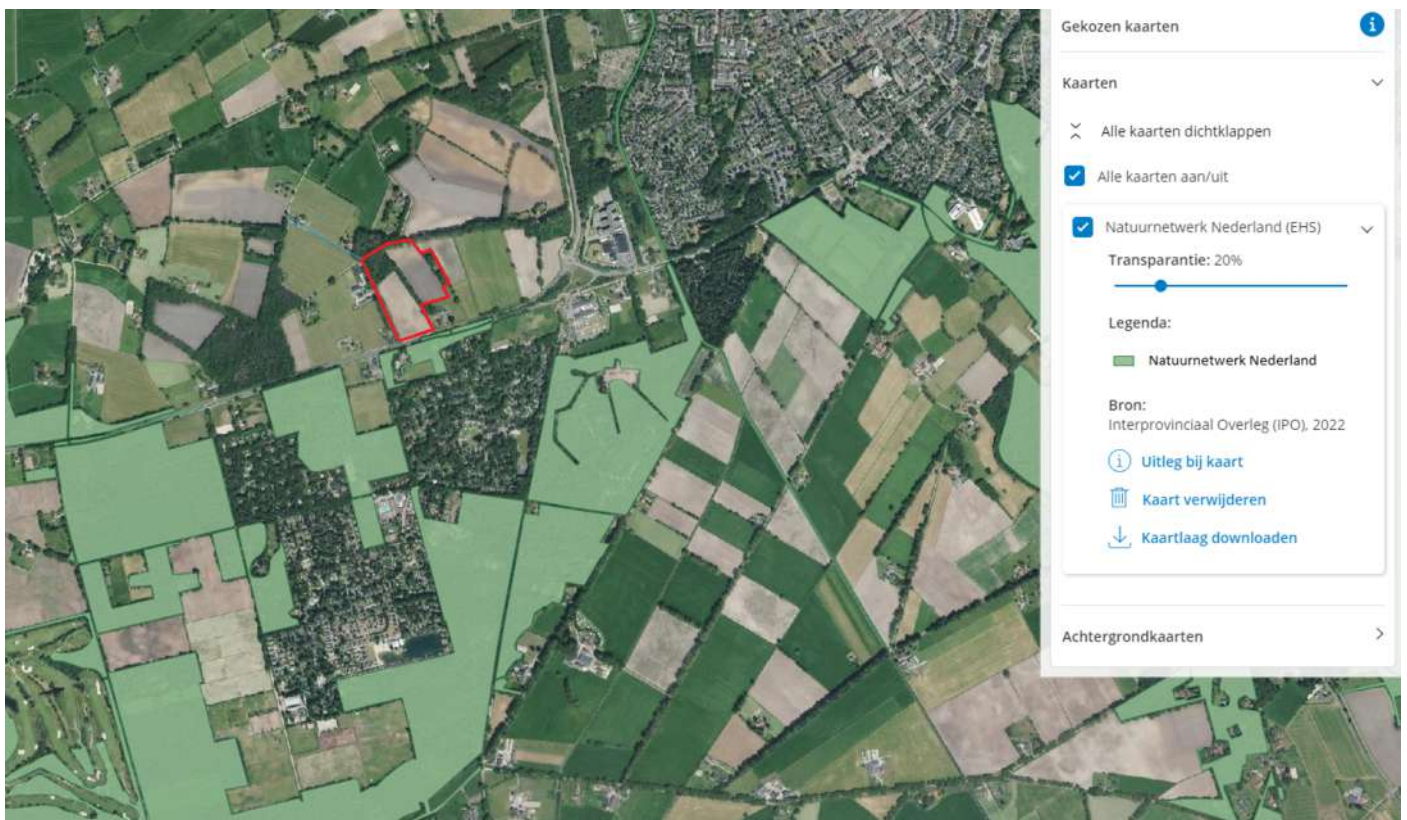 Gekozen kaarten
Kaarten
Alle kaarten dichtklappen
Alle kaarten aan/uit
Natuurnetwerk Nederland (EHS)
Transparantie: 20%
Legenda:
Natuurnetwerk Nederland
Bron:
Interprovinciaal Overleg (IPO), 2022
Uitleg bij kaart
Kaart verwijderen
Kaartlaag downloaden
Achtergrondkaarten